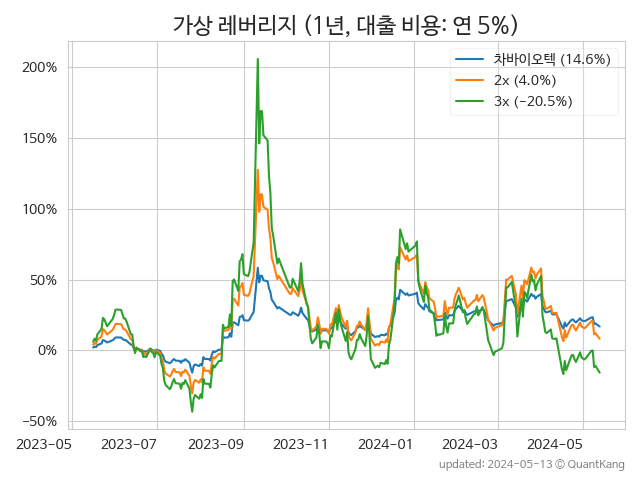 가상 레버리지 (1년, 대출 비용: 연 5%)
차바이오텍 (14.6%)
2x (4.0%)
3x (−20.5%)
200%
150%
100%
50%
0%
−50%
2023-05 2023-07 2023-09 2023-11 2024-01 2024-03 2024-05
updated: 2024-05-13 ⓒ QuantKang